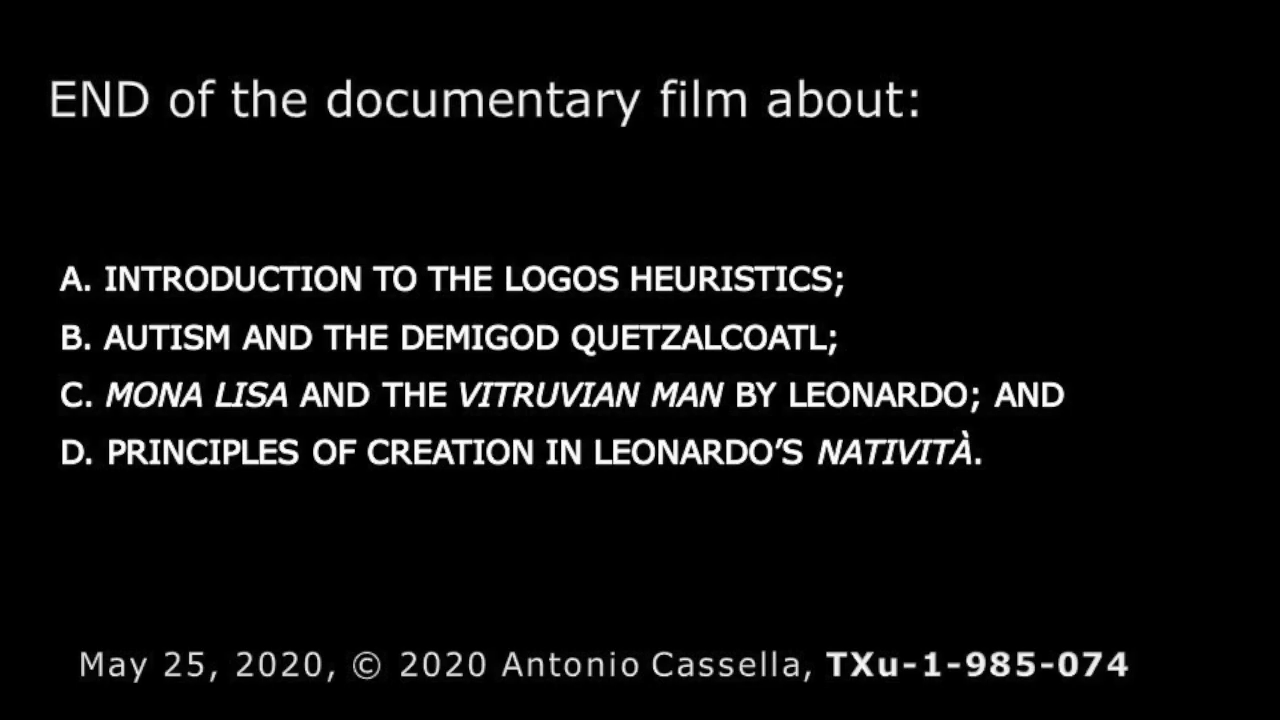 END of the documentary film about:
A. INTRODUCTION TO THE LOGOS HEURISTICS;
B. AUTISM AND THE DEMIGOD QUETZALCOATL;
C. MONA LISA AND THE VITRUVIAN MAN BY LEONARDO; AND
D. PRINCIPLES OF CREATION IN LEONARDO’S NATIVITÀ.
May 25, 2020, © 2020 Antonio Cassella, TXu-1-985-074